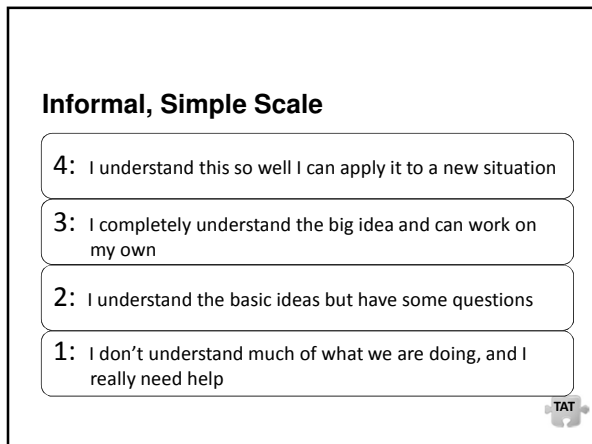 Informal, Simple Scale
4: I understand this so well I can apply it to a new situation
3: I completely understand the big idea and can work on
my own
2: I understand the basic ideas but have some questions
1: I don’t understand much of what we are doing, and I
really need help
TAT